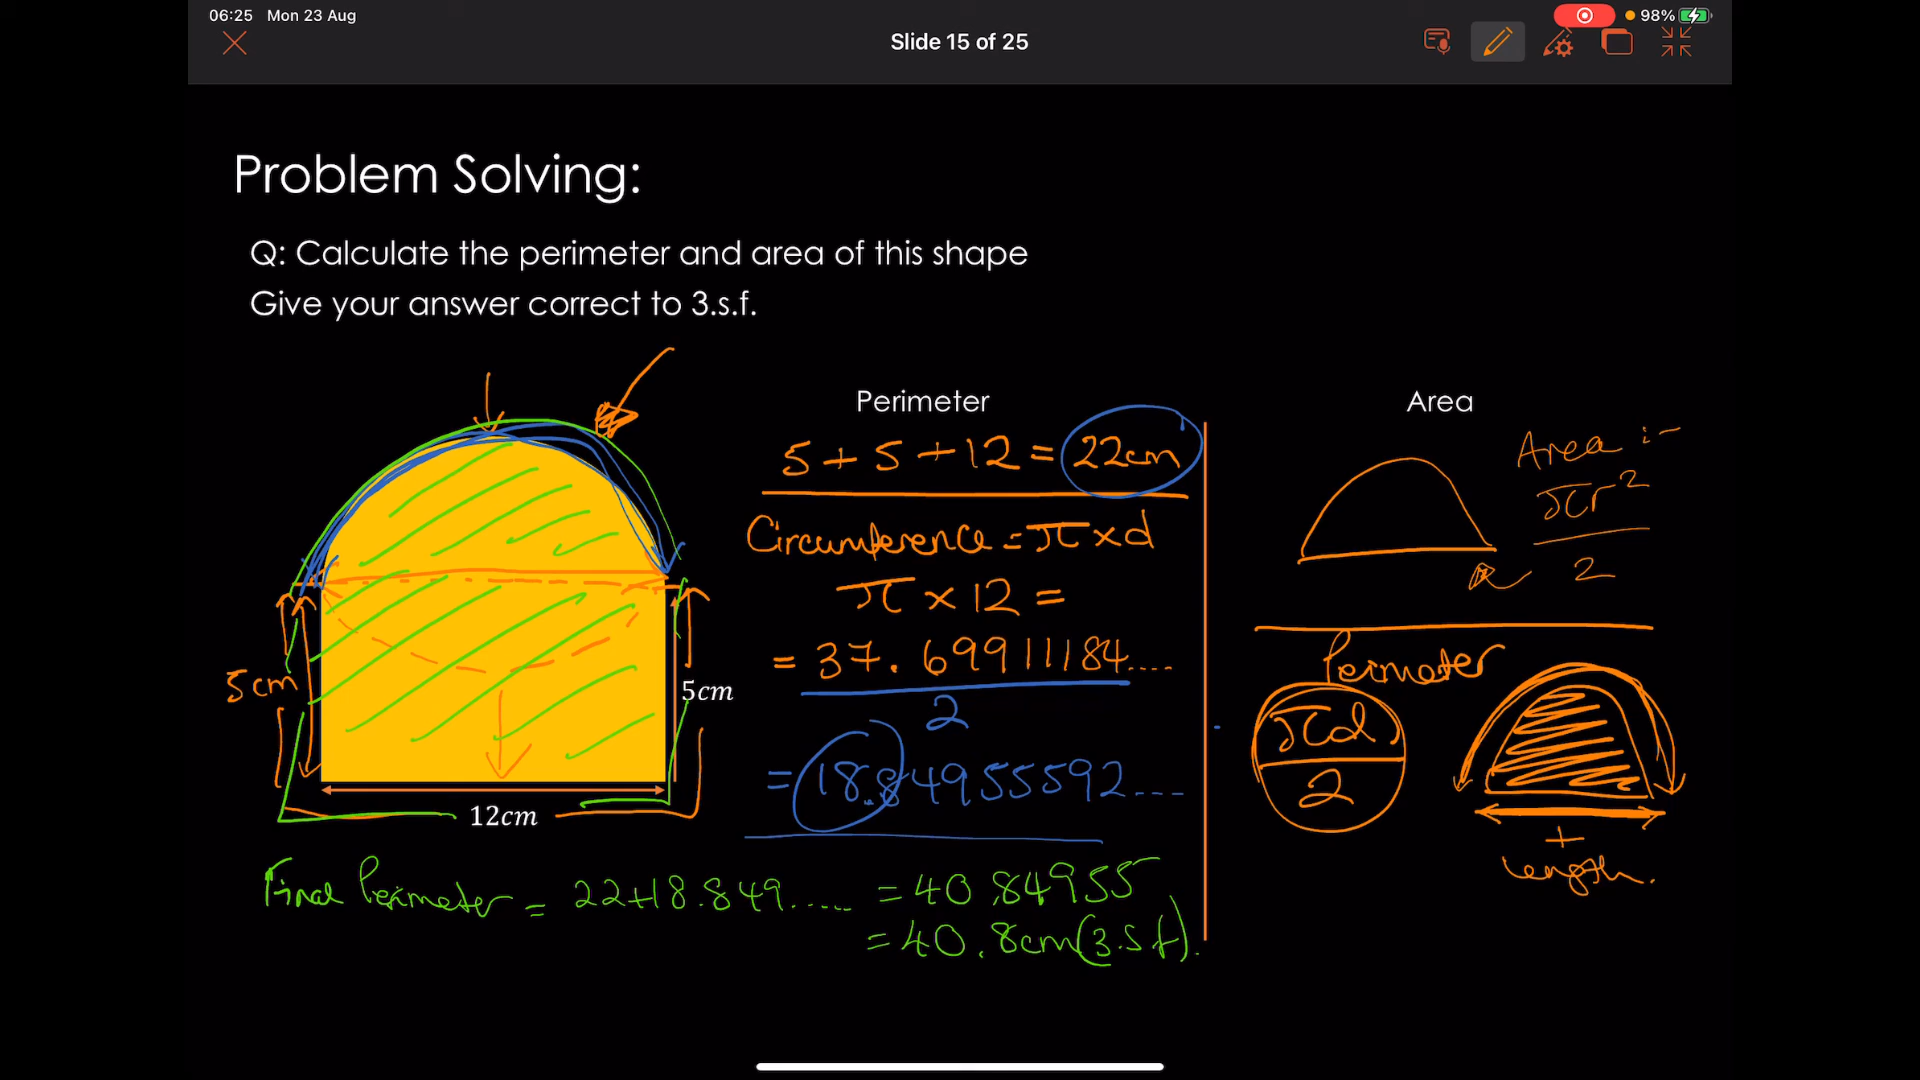 06:25 Mon 23 Aug
98%
Slide 15 of 25
Problem Solving:
Q: Calculate the perimeter and area of this shape
Give your answer correct to 3.s.f.
5cm
5cm
12cm
Perimeter
5 + 5 + 12 = 22cm
Circumference = π × d
π × 12 =
= 37.69911184....
2
= 18.84955592...
Final Perimeter = 22+18.849..... = 40.84955
= 40.8cm(3.s f).
Area
Area :-
πr²
2
Perimeter
πd
2
+
length.